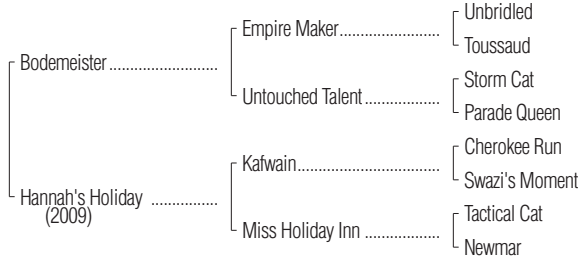 Unbridled
Empire Maker
Toussaud
Bodemeister
Storm Cat
Untouched Talent
Parade Queen
Cherokee Run
Kafwain
Swazi's Moment
Hannah's Holiday
(2009)
Tactical Cat
Miss Holiday Inn
Newmar